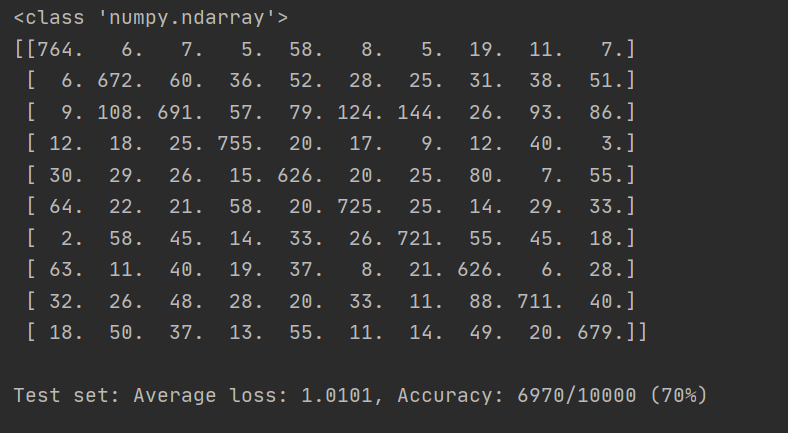 <class 'numpy.ndarray'>
[[764.   6.   7.   5.  58.   8.   5.  19.  11.   7.]
 [  6. 672.  60.  36.  52.  28.  25.  31.  38.  51.]
 [  9. 108. 691.  57.  79. 124. 144.  26.  93.  86.]
 [ 12.  18.  25. 755.  20.  17.   9.  12.  40.   3.]
 [ 30.  29.  26.  15. 626.  20.  25.  80.   7.  55.]
 [ 64.  22.  21.  58.  20. 725.  25.  14.  29.  33.]
 [  2.  58.  45.  14.  33.  26. 721.  55.  45.  18.]
 [ 63.  11.  40.  19.  37.   8.  21. 626.   6.  28.]
 [ 32.  26.  48.  28.  20.  33.  11.  88. 711.  40.]
 [ 18.  50.  37.  13.  55.  11.  14.  49.  20. 679.]]
Test set: Average loss: 1.0101, Accuracy: 6970/10000 (70%)